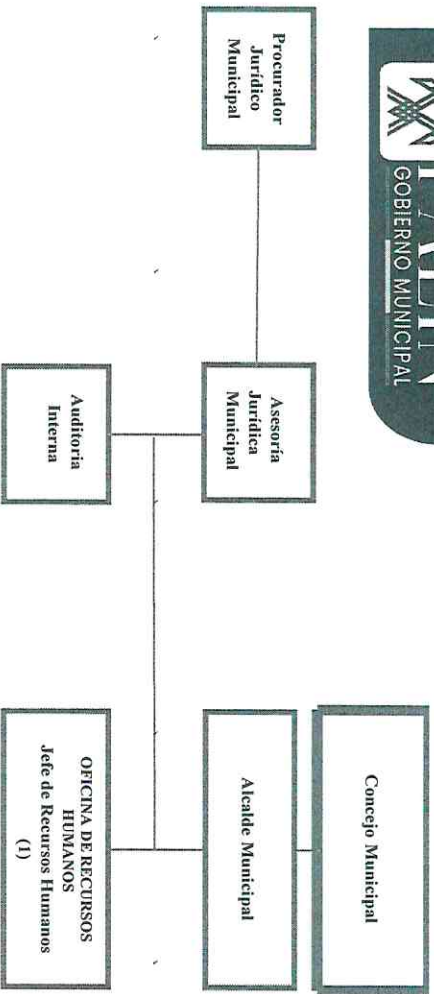 GOBIERNO MUNICIPAL
Concejo Municipal
Alcalde Municipal
Procurador
Jurídico
Municipal
Asesoría
Jurídica
Municipal
Auditoria
Interna
OFICINA DE RECURSOS
HUMANOS
Jefe de Recursos Humanos
(1)